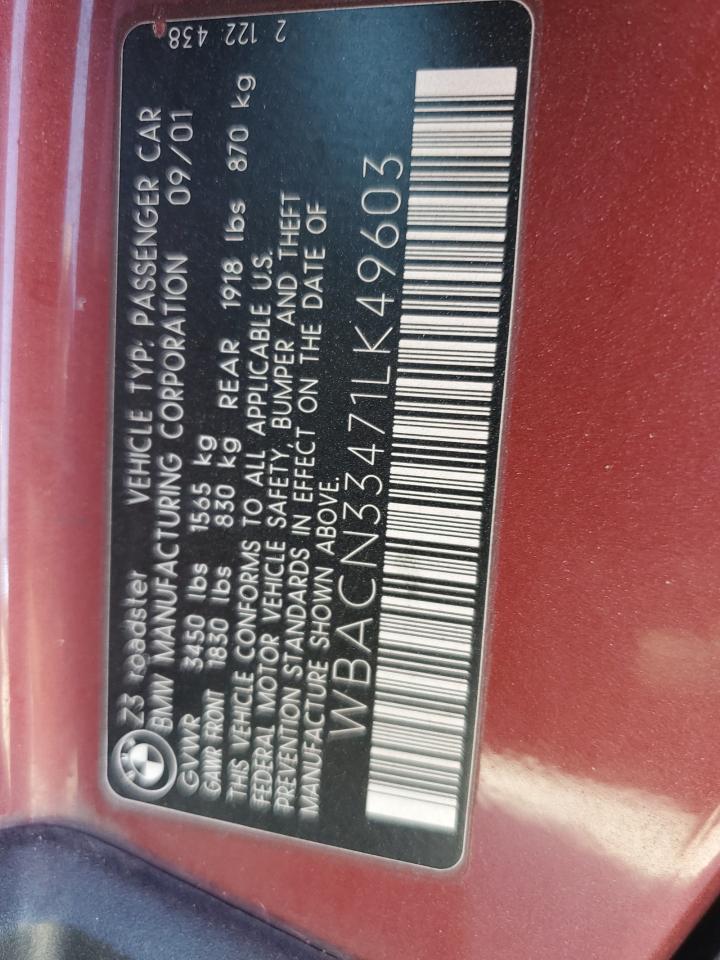 Z3 roadster VEHICLE TYP: PASSENGER CAR
BMW MANUFACTURING CORPORATION 09/01
GVWR 3450 lbs 1565 kg
GAWR FRONT 1830 lbs 830 kg REAR 1918 lbs 870 kg
THIS VEHICLE CONFORMS TO ALL APPLICABLE U.S.
FEDERAL MOTOR VEHICLE SAFETY, BUMPER AND THEFT
PREVENTION STANDARDS IN EFFECT ON THE DATE OF
MANUFACTURE SHOWN ABOVE.
WBACN33471LK49603
2 122 438